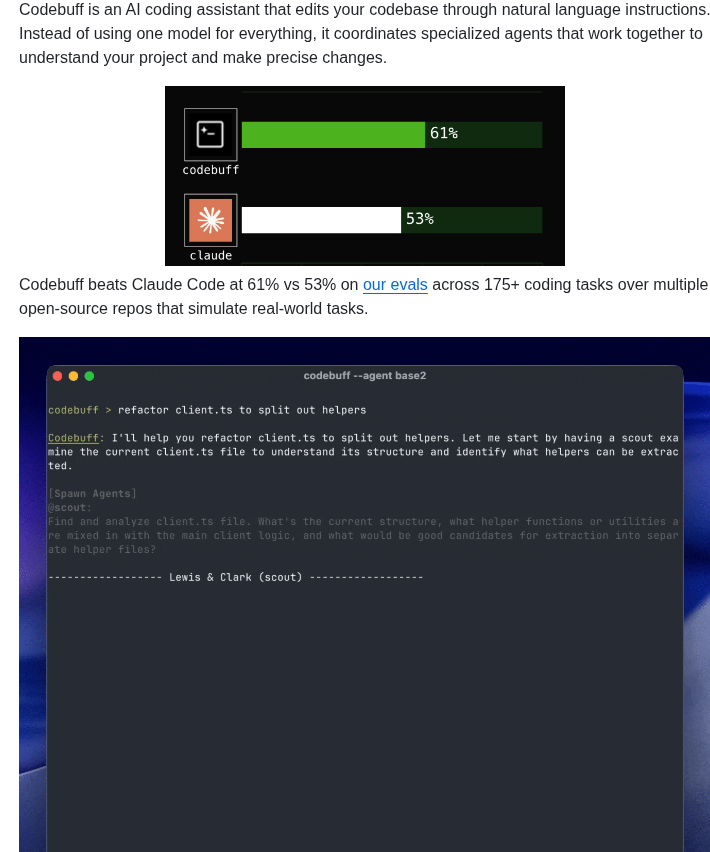 Codebuff is an AI coding assistant that edits your codebase through natural language instructions.
Instead of using one model for everything, it coordinates specialized agents that work together to
understand your project and make precise changes.
61%
codebuff
53%
claude
Codebuff beats Claude Code at 61% vs 53% on our evals across 175+ coding tasks over multiple
open-source repos that simulate real-world tasks.
codebuff --agent base2
codebuff > refactor client.ts to split out helpers
Codebuff: I'll help you refactor client.ts to split out helpers. Let me start by having a scout exa
mine the current client.ts file to understand its structure and identify what helpers can be extrac
ted.
[Spawn Agents]
@scout:
Find and analyze client.ts file. What's the current structure, what helper functions or utilities a
re mixed in with the main client logic, and what would be good candidates for extraction into separ
ate helper files?
------------------ Lewis & Clark (scout) ------------------